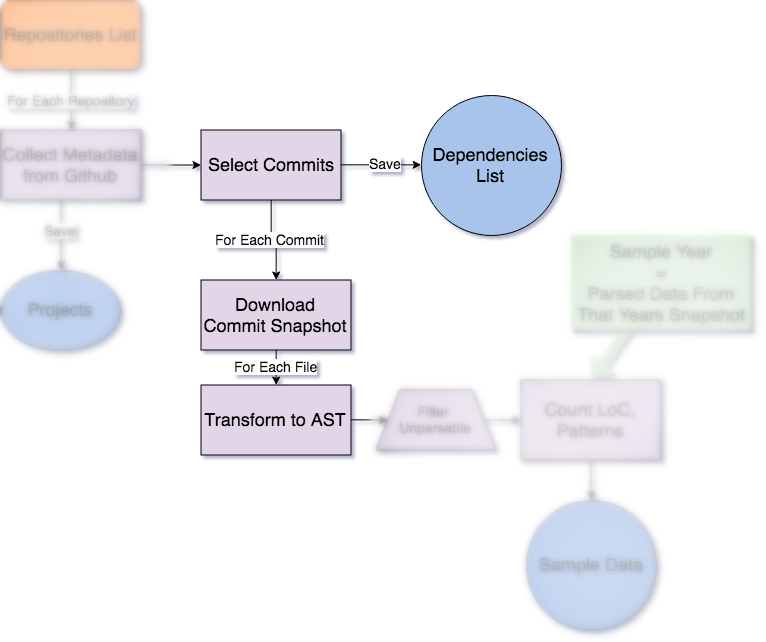 Repositories List
For Each Repository
Collect Metadata
from Github
Save
Projects
Select Commits
Save
Dependencies
List
For Each Commit
Download
Commit Snapshot
For Each File
Transform to AST
Filter
Unparsable
Sample Year
=
Parsed Data From
That Years Snapshot
Count LoC,
Patterns
Sample Data